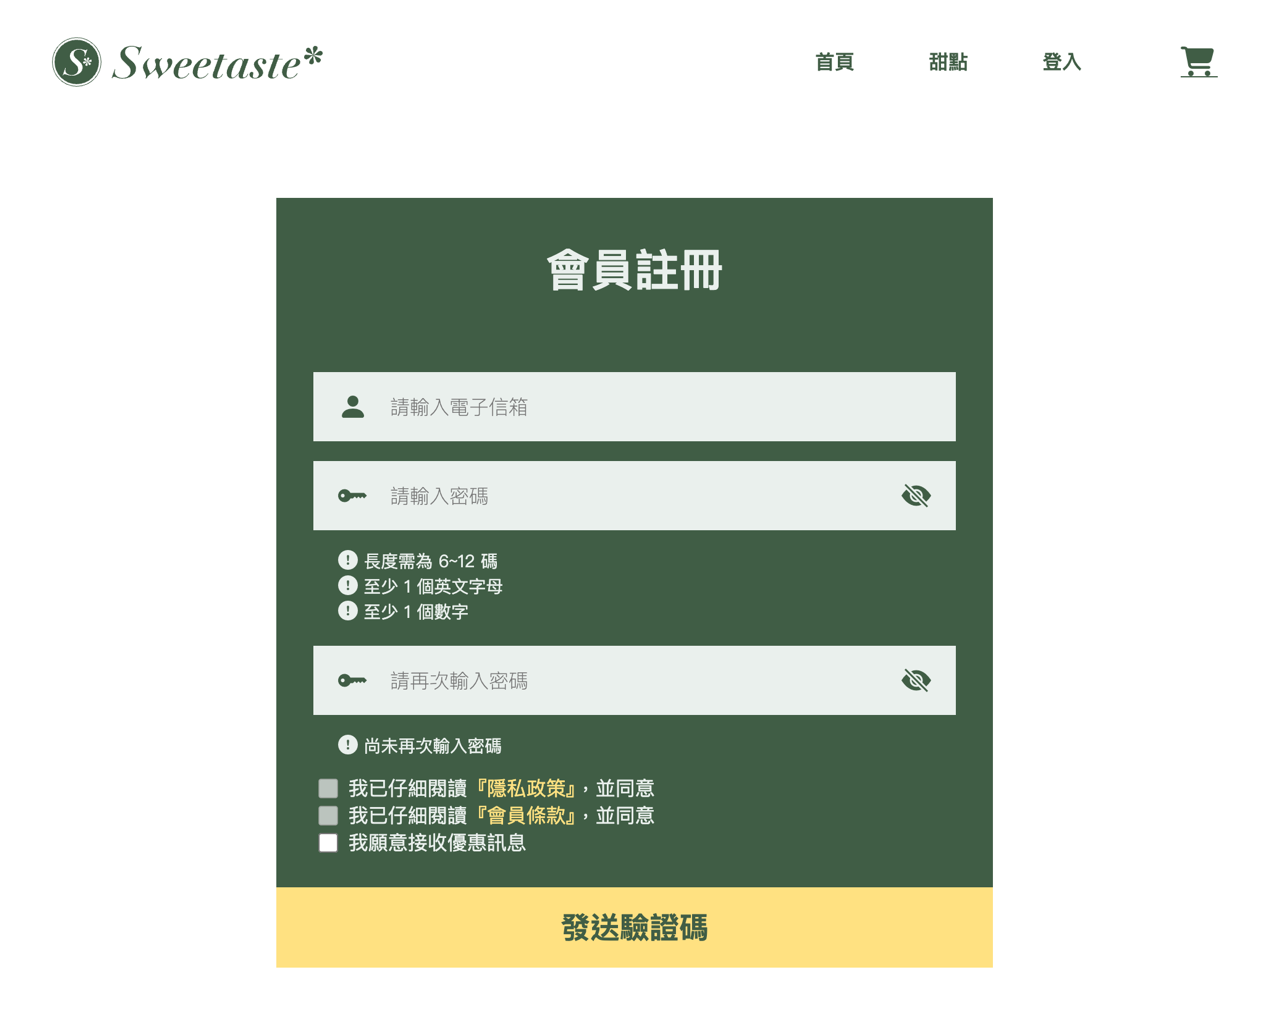 S* Sweetaste*
首頁 甜點 登入
會員註冊
請輸入電子信箱
請輸入密碼
長度需為 6~12 碼
至少 1 個英文字母
至少 1 個數字
請再次輸入密碼
尚未再次輸入密碼
我已仔細閱讀『隱私政策』，並同意
我已仔細閱讀『會員條款』，並同意
我願意接收優惠訊息
發送驗證碼